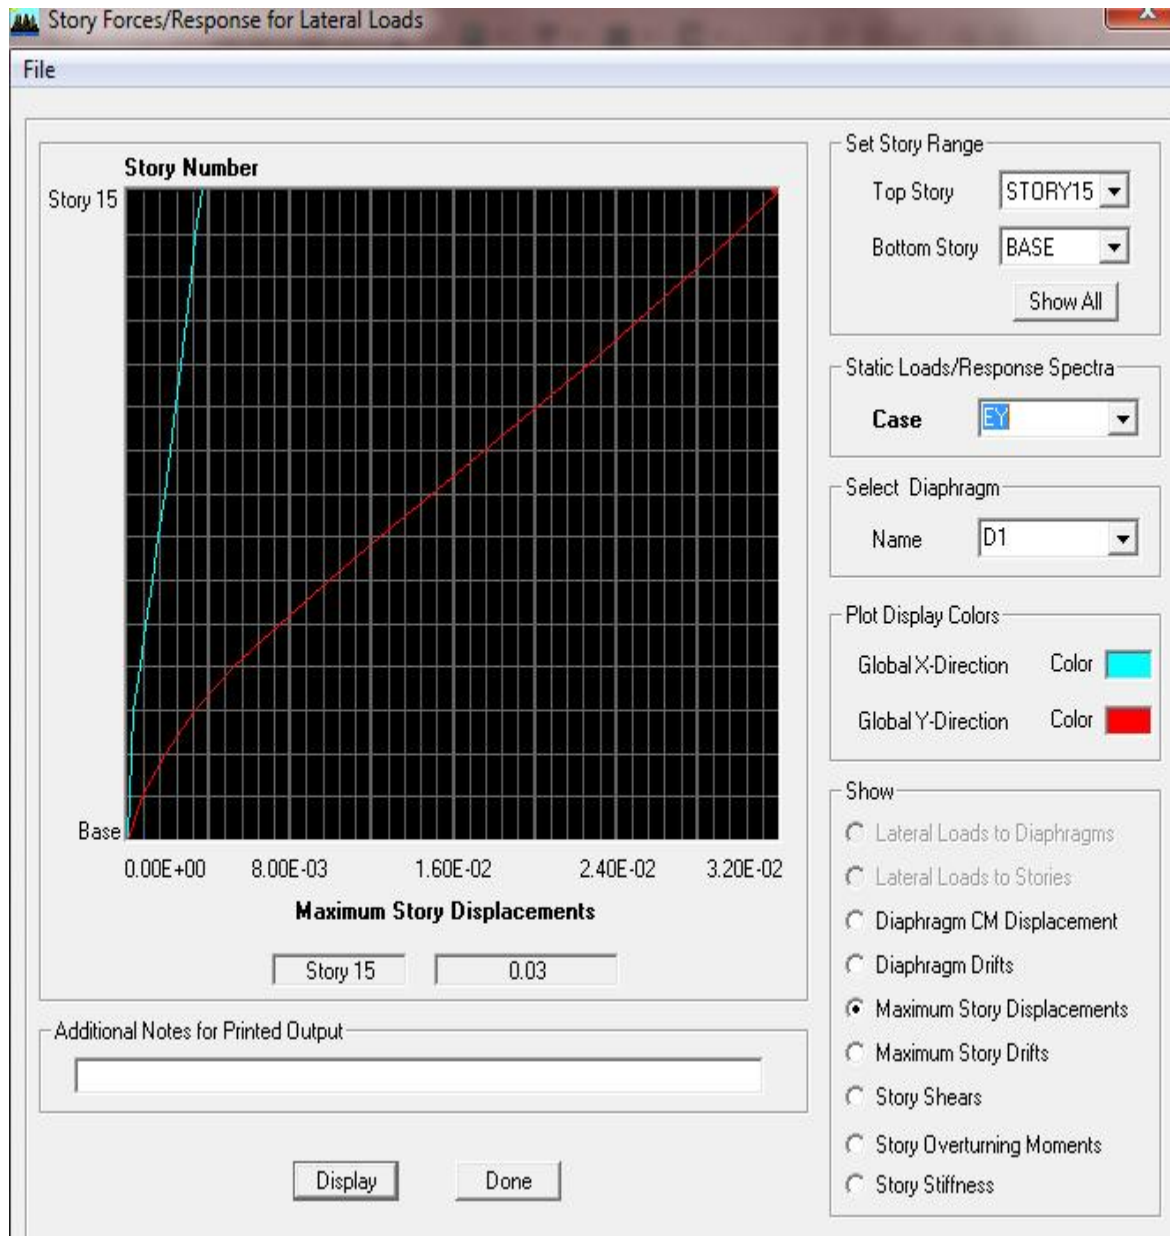 Story Forces/Response for Lateral Loads
X
File
Story Number
Story 15
Base
0.00E+00 8.00E-03 1.60E-02 2.40E-02 3.20E-02
Maximum Story Displacements
Story 15 0.03
Additional Notes for Printed Output
Display Done
Set Story Range
Top Story STORY15
Bottom Story BASE
Show All
Static Loads/Response Spectra
Case EY
Select Diaphragm
Name D1
Plot Display Colors
Global X-Direction Color
Global Y-Direction Color
Show
Lateral Loads to Diaphragms
Lateral Loads to Stories
Diaphragm CM Displacement
Diaphragm Drifts
Maximum Story Displacements
Maximum Story Drifts
Story Shears
Story Overturning Moments
Story Stiffness